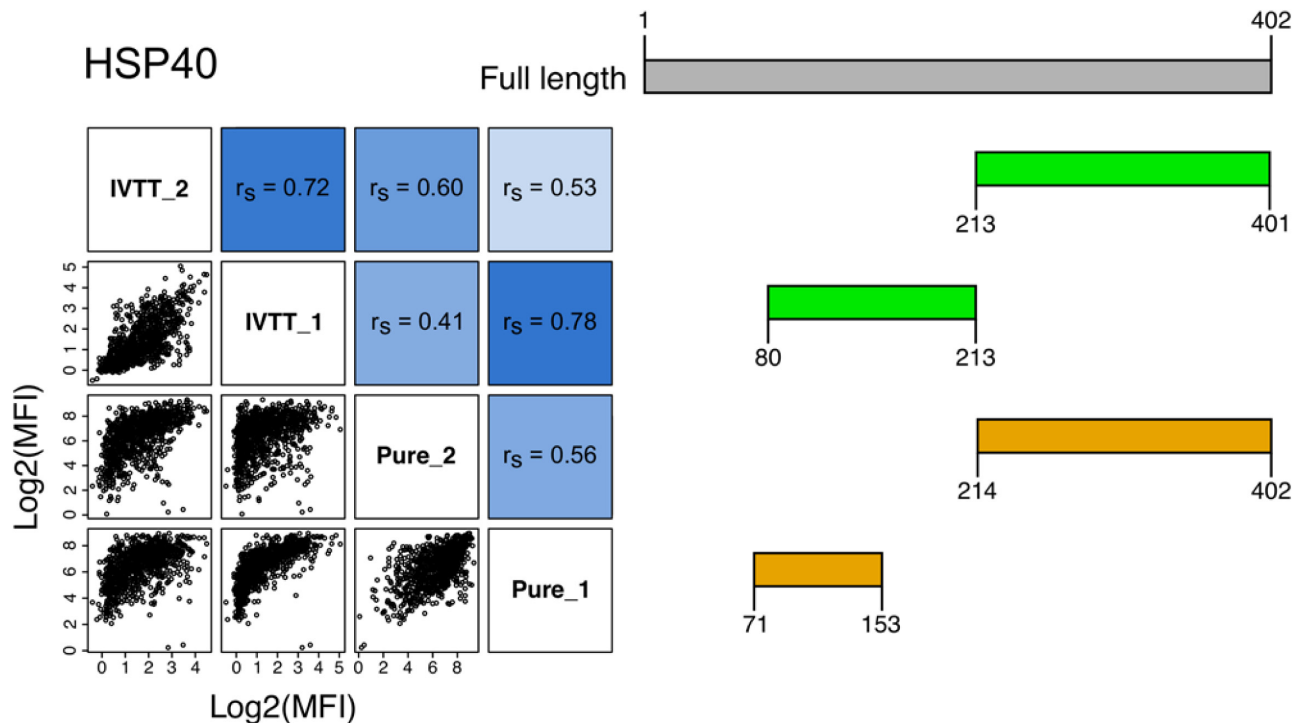 HSP40
1 402
Full length
IVTT_2 rS = 0.72 rS = 0.60 rS = 0.53
213 401
IVTT_1 rS = 0.41 rS = 0.78
0 1 2 3 4 5
80 213
Pure_2 rS = 0.56
0 2 4 6 8
214 402
Pure_1
0 2 4 6 8
71 153
0 1 2 3 4
0 1 2 3 4 5
0 2 4 6 8
Log2(MFI)
Log2(MFI)